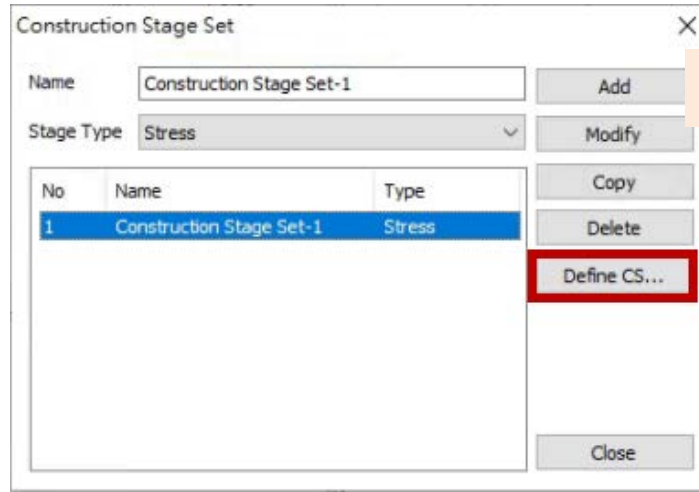 Construction Stage Set
Name Construction Stage Set-1 Add
Stage Type Stress Modify
No Name Type Copy
1 Construction Stage Set-1 Stress Delete
Define CS...
Close